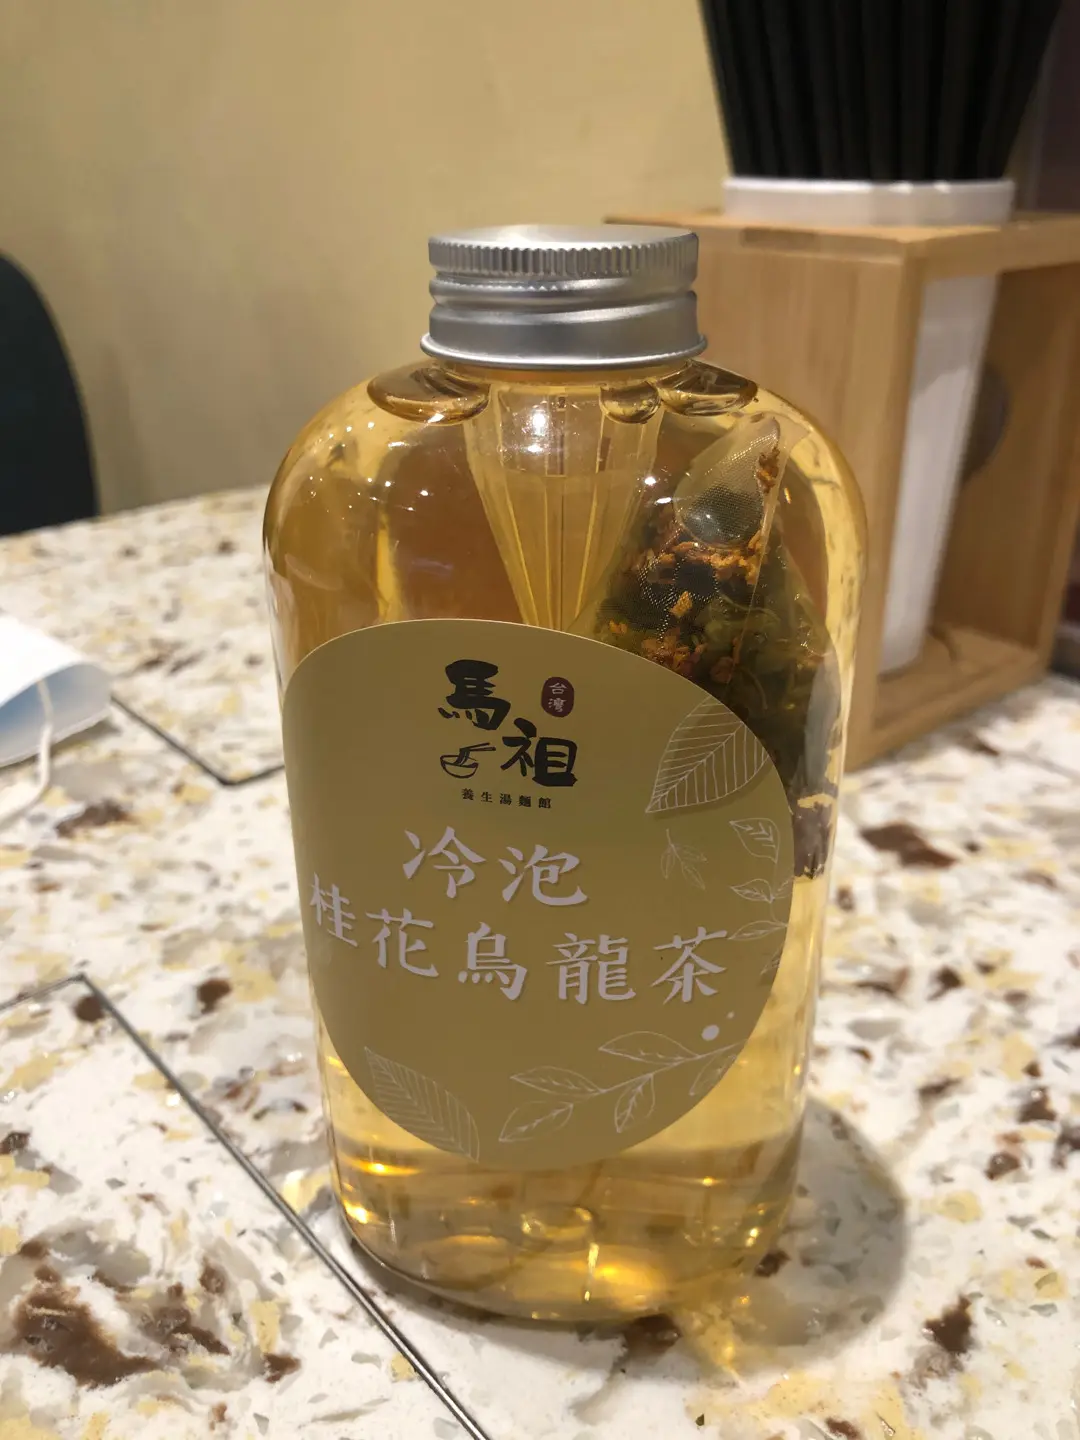 馬祖
台灣
養生湯麵館
冷泡
桂花烏龍茶